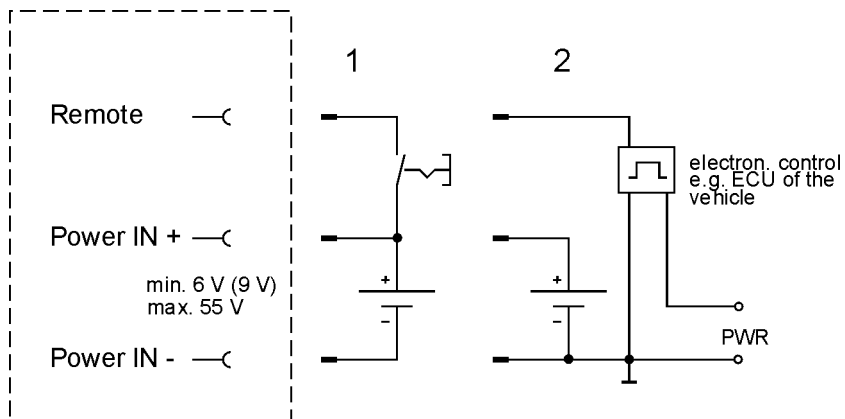 1
2
Remote
electron. control
e.g. ECU of the
vehicle
Power IN +
+
+
min. 6 V (9 V)
max. 55 V
−
−
PWR
Power IN -